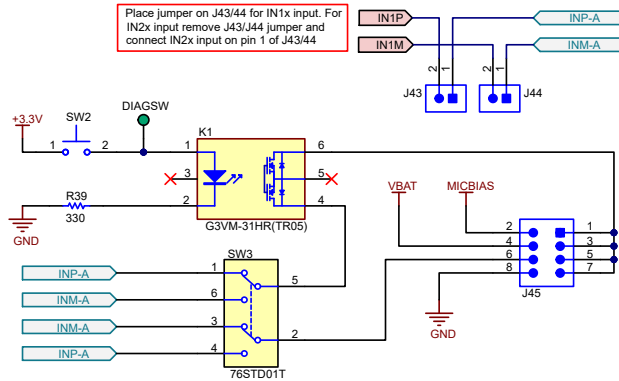 Place jumper on J43/44 for IN1x input. For
IN2x input remove J43/J44 jumper and
connect IN2x input on pin 1 of J43/44
IN1P
INP-A
IN1M
INM-A
2
1
2
1
J43
J44
+3.3V
SW2
DIAGSW
K1
1
2
1
6
3
5
2
4
R39
330
GND
G3VM-31HR(TR05)
VBAT
MICBIAS
SW3
2
1
4
3
6
5
8
7
J45
GND
INP-A
1
5
INM-A
6
INM-A
3
2
INP-A
4
76STD01T